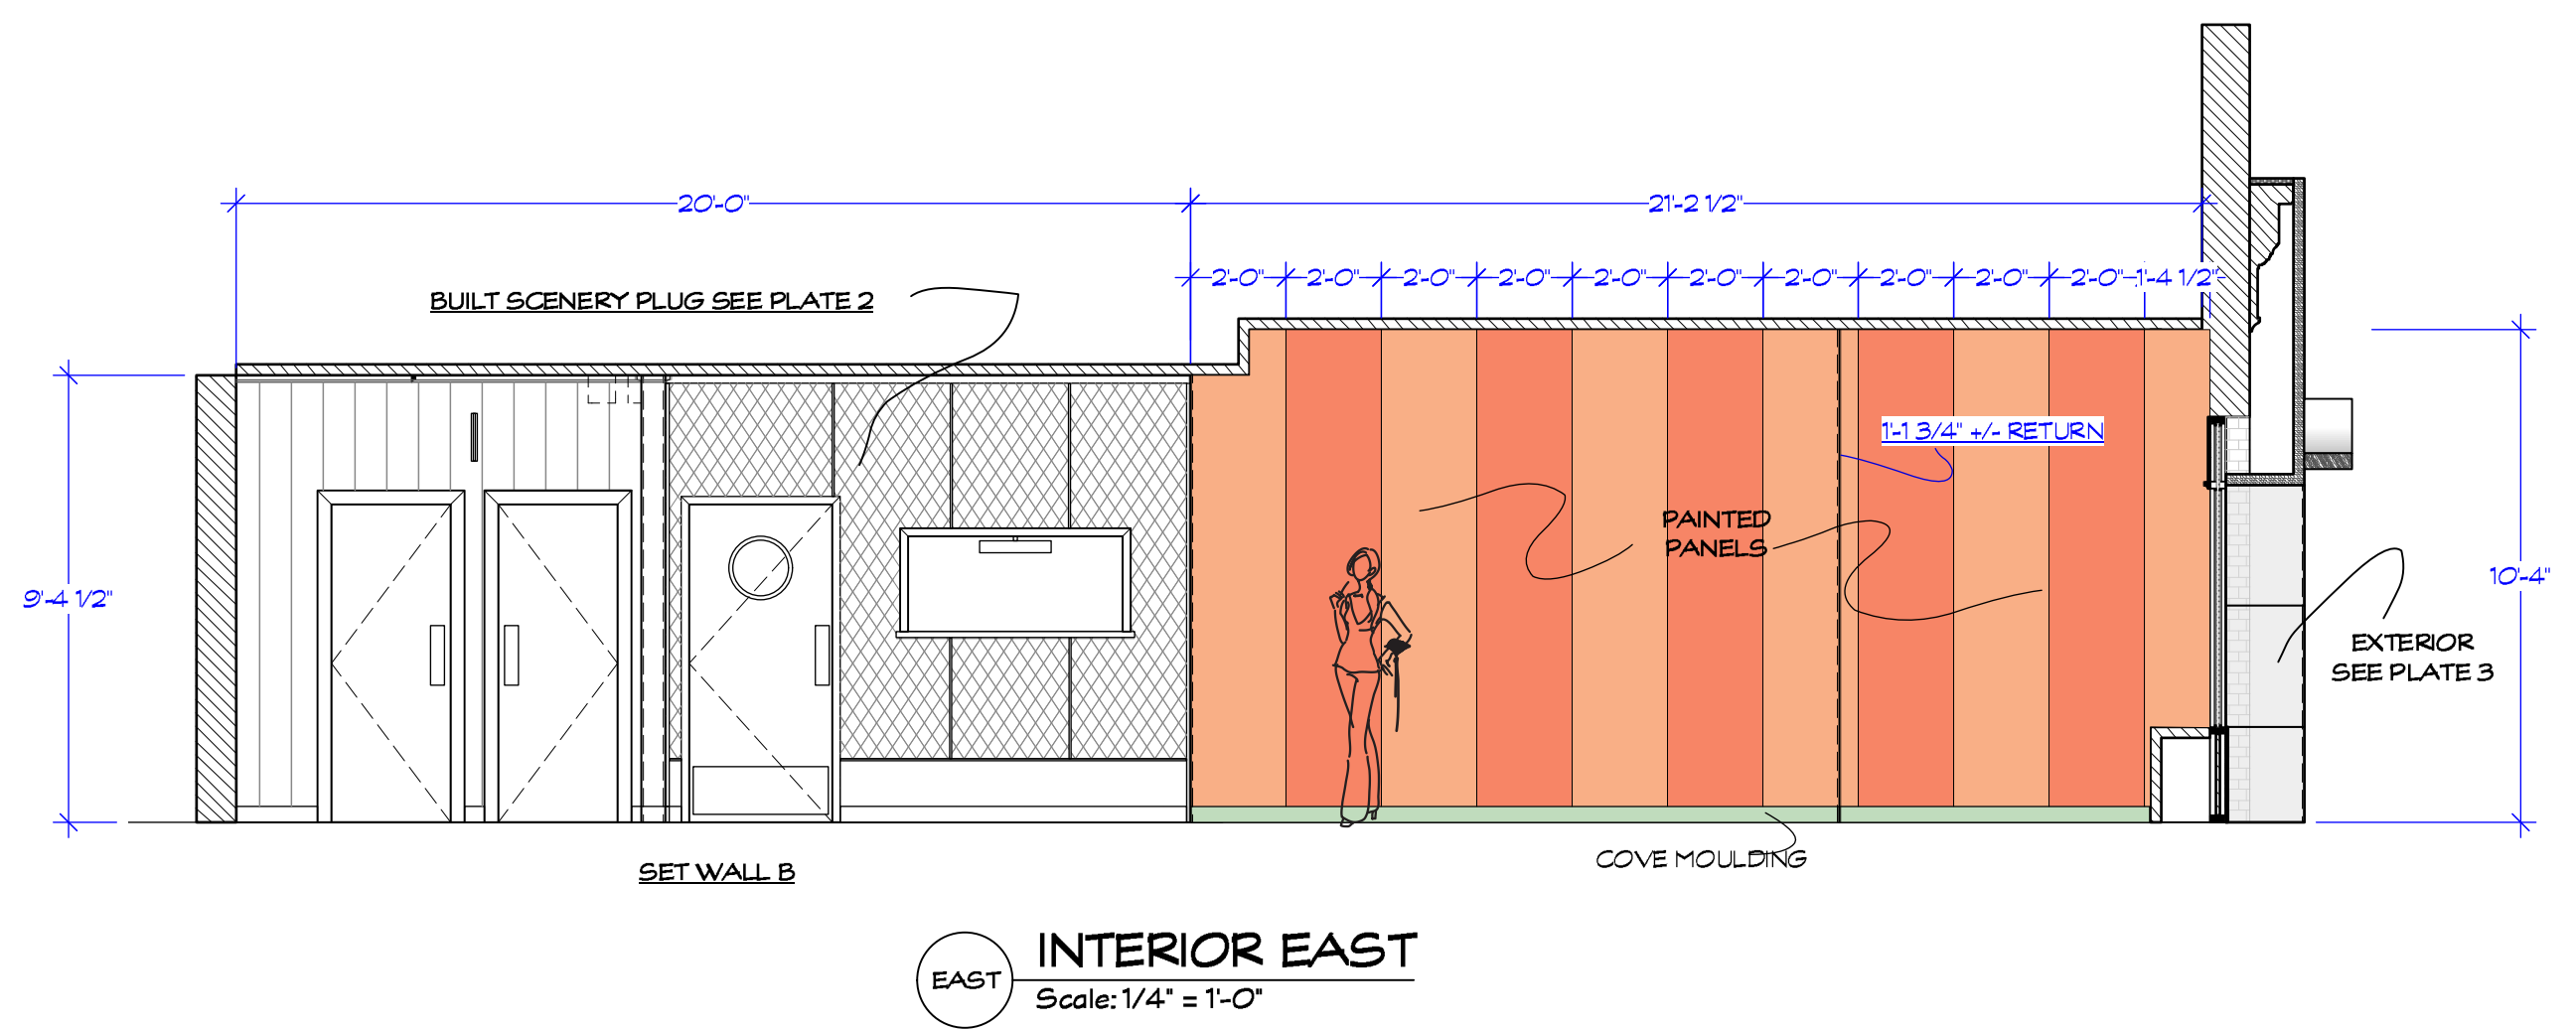 20'-0"
21'-2 1/2"
2'-0" 2'-0" 2'-0" 2'-0" 2'-0" 2'-0" 2'-0" 2'-0" 2'-0" 2'-0" 1'-4 1/2"
BUILT SCENERY PLUG SEE PLATE 2
1'-1 3/4" +/- RETURN
PAINTED
PANELS
9'-4 1/2"
10'-4"
EXTERIOR
SEE PLATE 3
COVE MOULDING
SET WALL B
EAST
INTERIOR EAST
Scale: 1/4" = 1'-0"